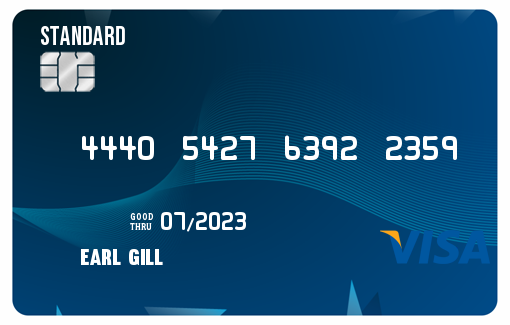 STANDARD
4440 5427 6392 2359
GOOD THRU 07/2023
EARL GILL
VISA